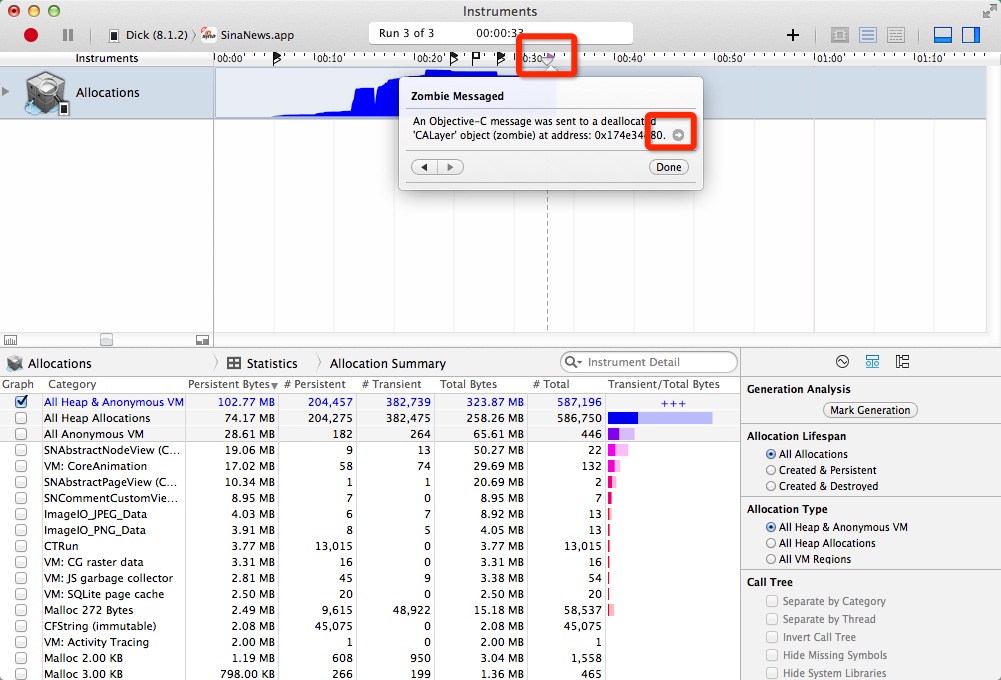 Instruments
Dick (8.1.2) SinaNews.app
Run 3 of 3 00:00:33
Instruments 00:00 00:10 00:20 00:30 00:40 00:50 01:00 01:10
Allocations
Zombie Messaged
An Objective-C message was sent to a deallocated
'CALayer' object (zombie) at address:
Done
Allocations Statistics Allocation Summary Instrument Detail
Graph Category Persistent Bytes # Persistent # Transient Total Bytes # Total Transient/Total Bytes
All Heap & Anonymous VM 102.77 MB 204,457 382,739 323.87 MB 587,196 +++
All Heap Allocations 74.17 MB 204,275 382,475 258.26 MB 586,750
All Anonymous VM 28.61 MB 182 264 65.61 MB 446
SNAbstractNodeView (C... 19.06 MB 9 13 50.27 MB 22
VM: CoreAnimation 17.02 MB 58 74 29.69 MB 132
SNAbstractPageView (C... 10.34 MB 1 1 20.69 MB 2
SNCommentCustomVie... 8.95 MB 7 0 8.95 MB 7
ImageIO_JPEG_Data 4.03 MB 6 7 8.92 MB 13
ImageIO_PNG_Data 3.91 MB 8 5 4.05 MB 13
CTRun 3.77 MB 13,015 0 3.77 MB 13,015
VM: CG raster data 3.31 MB 16 0 3.31 MB 16
VM: JS garbage collector 2.81 MB 45 9 3.38 MB 54
VM: SQLite page cache 2.50 MB 20 0 2.50 MB 20
Malloc 272 Bytes 2.49 MB 9,615 48,922 15.18 MB 58,537
CFString (immutable) 2.08 MB 45,075 0 2.08 MB 45,075
VM: Activity Tracing 2.00 MB 1 0 2.00 MB 1
Malloc 2.00 KB 1.19 MB 608 950 3.04 MB 1,558
Malloc 3.00 KB 798.00 KB 266 199 1.36 MB 465
Generation Analysis
Mark Generation
Allocation Lifespan
All Allocations
Created & Persistent
Created & Destroyed
Allocation Type
All Heap & Anonymous VM
All Heap Allocations
All VM Regions
Call Tree
Separate by Category
Separate by Thread
Invert Call Tree
Hide Missing Symbols
Hide System Libraries